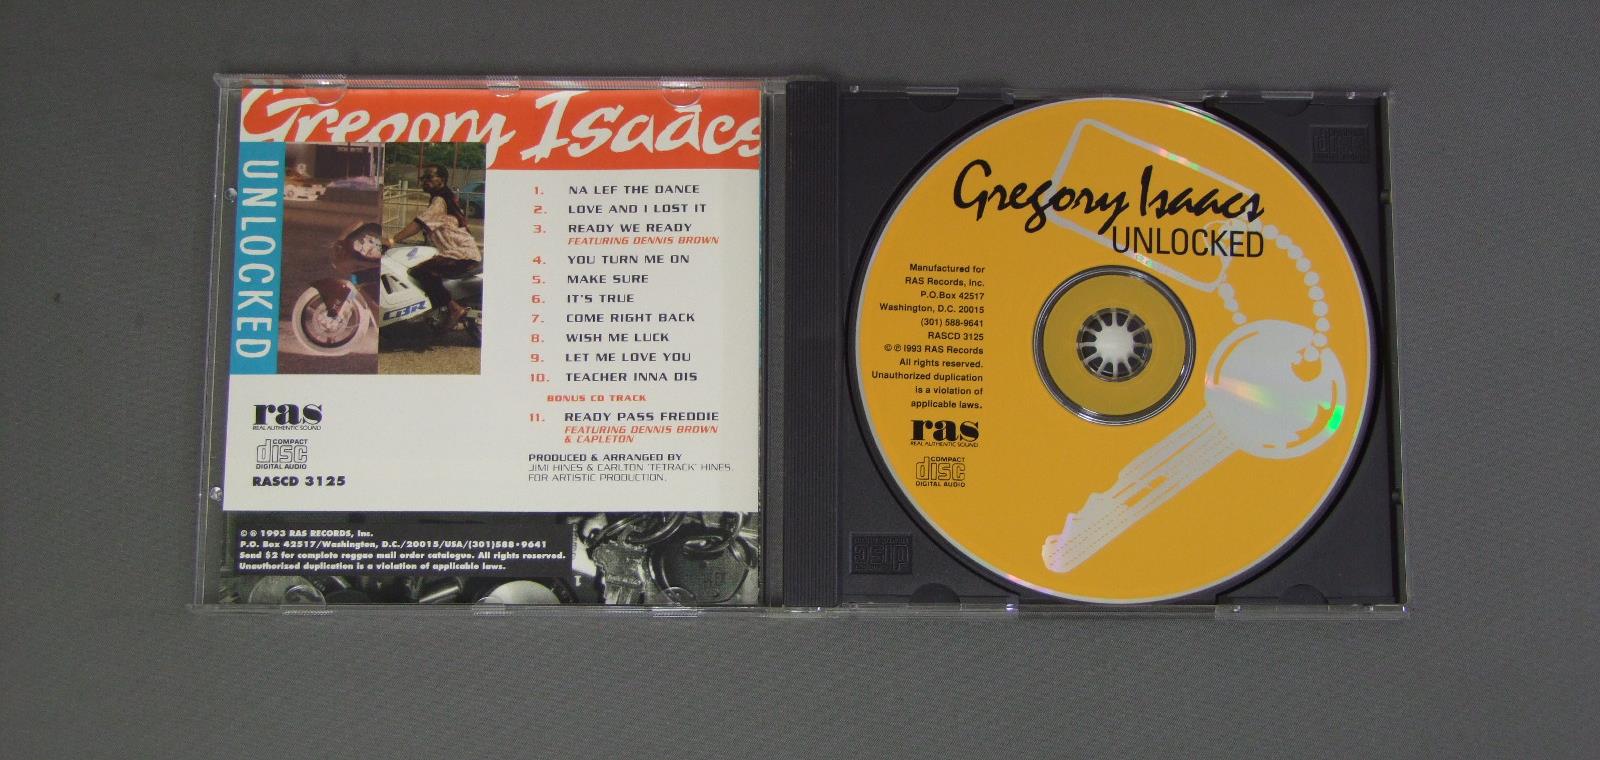 Gregory Isaacs
UNLOCKED
1. NA LEF THE DANCE
2. LOVE AND I LOST IT
3. READY WE READY
FEATURING DENNIS BROWN
4. YOU TURN ME ON
5. MAKE SURE
6. IT'S TRUE
7. COME RIGHT BACK
8. WISH ME LUCK
9. LET ME LOVE YOU
10. TEACHER INNA DIS
BONUS CD TRACK
11. READY PASS FREDDIE
FEATURING DENNIS BROWN
& CAPLETON
PRODUCED & ARRANGED BY
JIMI HINES & CARLTON 'TETRACK' HINES.
FOR ARTISTIC PRODUCTION.
ras
REAL AUTHENTIC SOUND
COMPACT
disc
DIGITAL AUDIO
RASCD 3125
© ℗ 1993 RAS RECORDS, Inc.
P.O. Box 42517/Washington, D.C./20015/USA/(301)588•9641
Send $2 for complete reggae mail order catalogue. All rights reserved.
Unauthorized duplication is a violation of applicable laws.
CBR
Gregory Isaacs
UNLOCKED
Manufactured for
RAS Records, Inc.
P.O.Box 42517
Washington, D.C. 20015
(301) 588-9641
RASCD 3125
© ℗ 1993 RAS Records
All rights reserved.
Unauthorized duplication
is a violation of
applicable laws.
ras
REAL AUTHENTIC SOUND
COMPACT
disc
DIGITAL AUDIO
disc